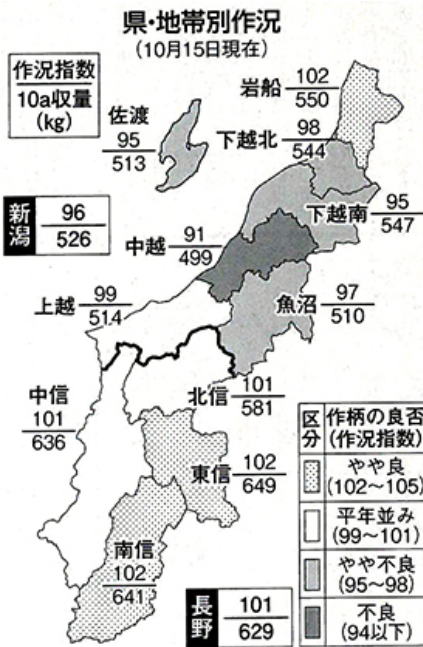 県・地帯別作況
(10月15日現在)
作況指数
10a収量
(kg)
岩船
102
550
佐渡
95
513
下越北
98
544
新潟
96
526
下越南
95
547
中越
91
499
上越
99
514
魚沼
97
510
北信
101
581
中信
101
636
東信
102
649
南信
102
641
長野
101
629
区分
作柄の良否
(作況指数)
やや良
(102〜105)
平年並み
(99〜101)
やや不良
(95〜98)
不良
(94以下)